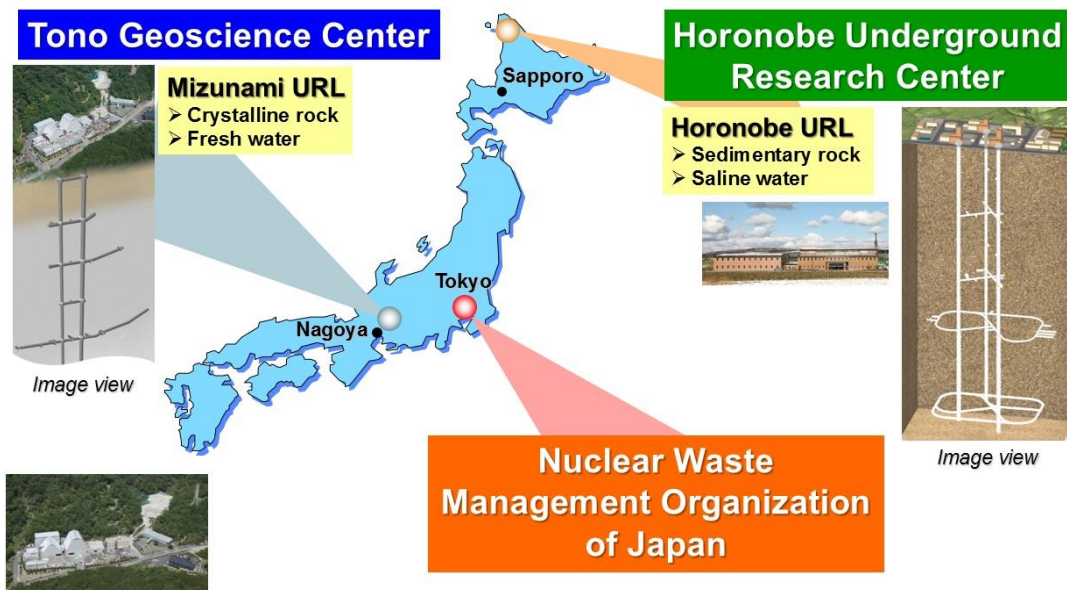 Tono Geoscience Center
Mizunami URL
➢ Crystalline rock
➢ Fresh water
Image view
Horonobe Underground
Research Center
Horonobe URL
➢ Sedimentary rock
➢ Saline water
Image view
Sapporo
Tokyo
Nagoya
Nuclear Waste
Management Organization
of Japan